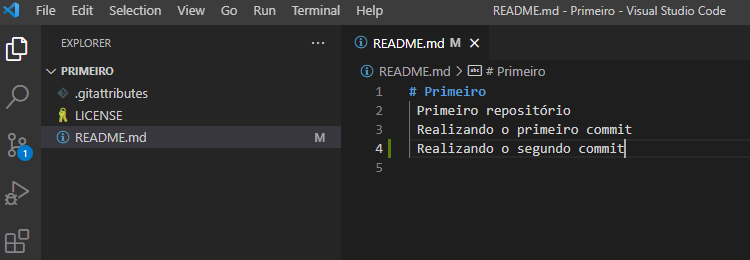 File Edit Selection View Go Run Terminal Help README.md - Primeiro - Visual Studio Code
EXPLORER ...
PRIMEIRO
.gitattributes
LICENSE
README.md M
1
README.md M
README.md > abc # Primeiro
1 # Primeiro
2 Primeiro repositório
3 Realizando o primeiro commit
4 Realizando o segundo commit
5